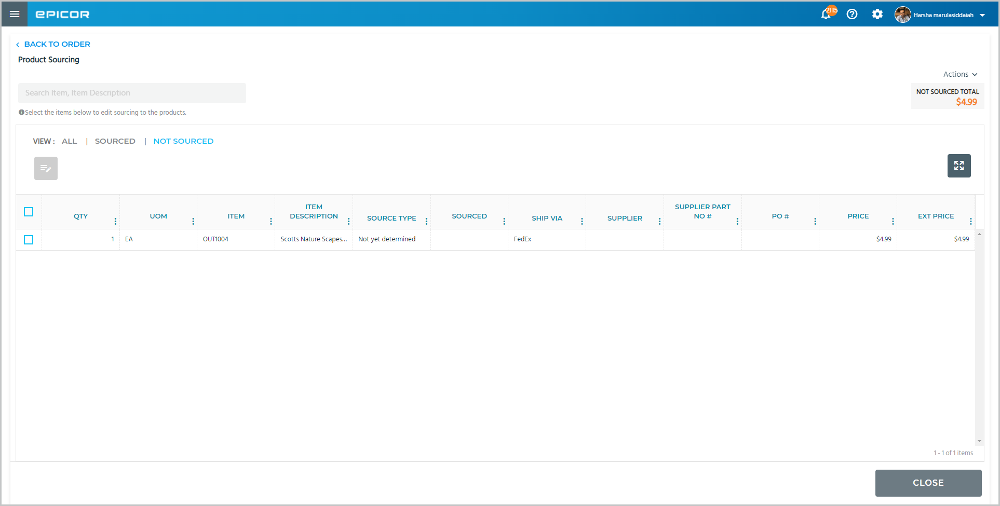 EPICOR
2115
Harsha marulasiddaiah
BACK TO ORDER
Product Sourcing
Actions
Search Item, Item Description
NOT SOURCED TOTAL
$4.99
Select the items below to edit sourcing to the products.
VIEW : ALL | SOURCED | NOT SOURCED
QTY UOM ITEM ITEM DESCRIPTION SOURCE TYPE SOURCED SHIP VIA SUPPLIER SUPPLIER PART NO # PO # PRICE EXT PRICE
1 EA OUT1004 Scotts Nature Scapes... Not yet determined FedEx $4.99 $4.99
1 - 1 of 1 items
CLOSE